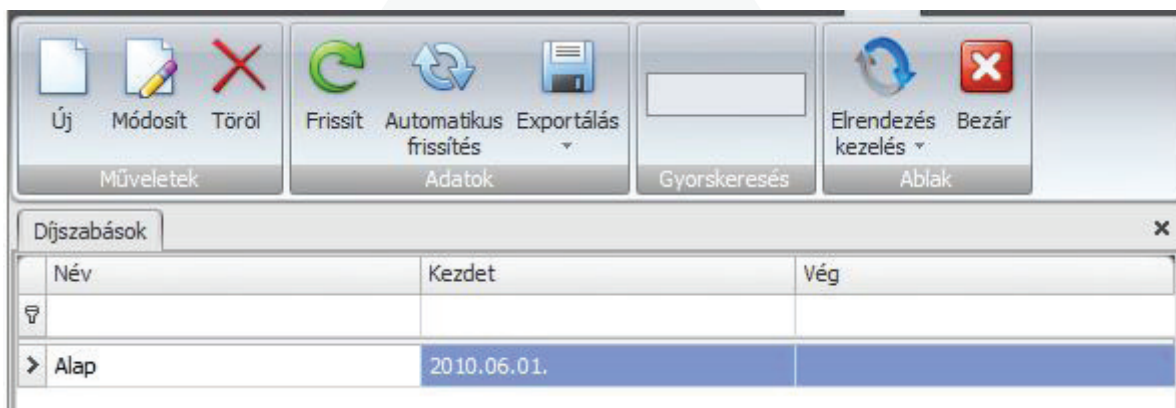 Új Módosít Töröl Frissít Automatikus frissítés Exportálás Elrendezés kezelés Bezár
Műveletek Adatok Gyorskeresés Ablak
Díjszabások
Név Kezdet Vég
Alap 2010.06.01.